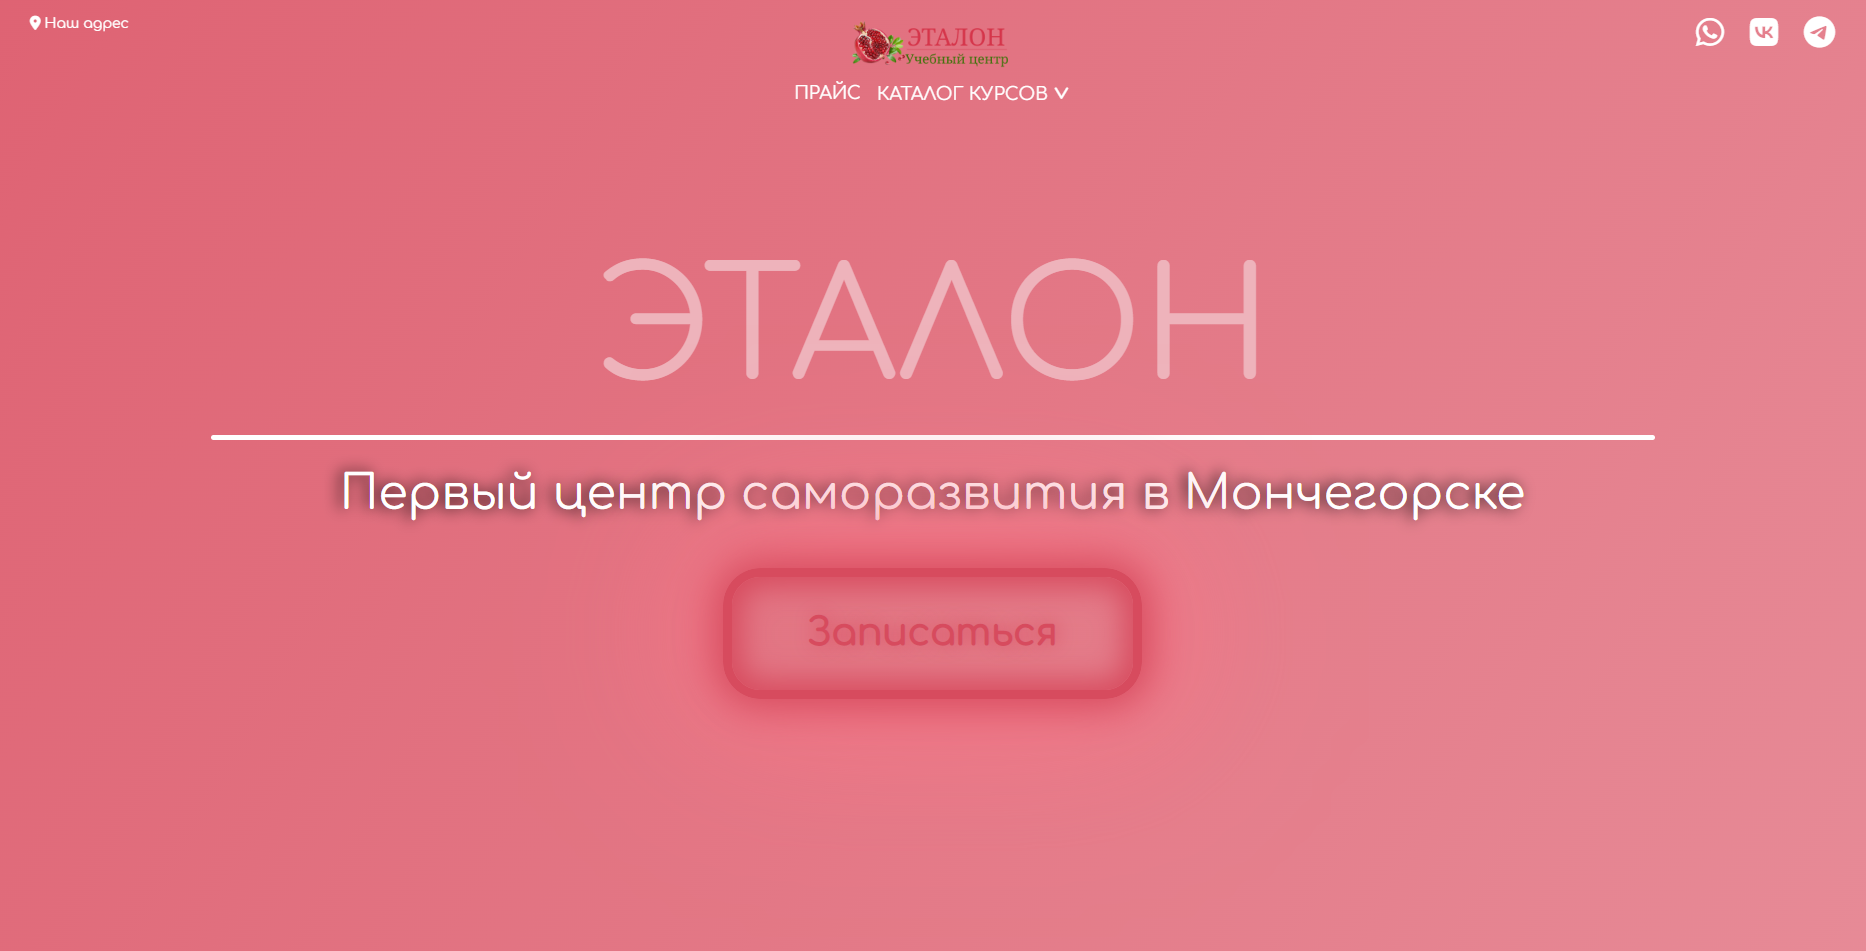 Наш адрес
ЭТАЛОН
Учебный центр
ПРАЙС КАТАЛОГ КУРСОВ
ЭТАЛОН
Первый центр саморазвития в Мончегорске
Записаться